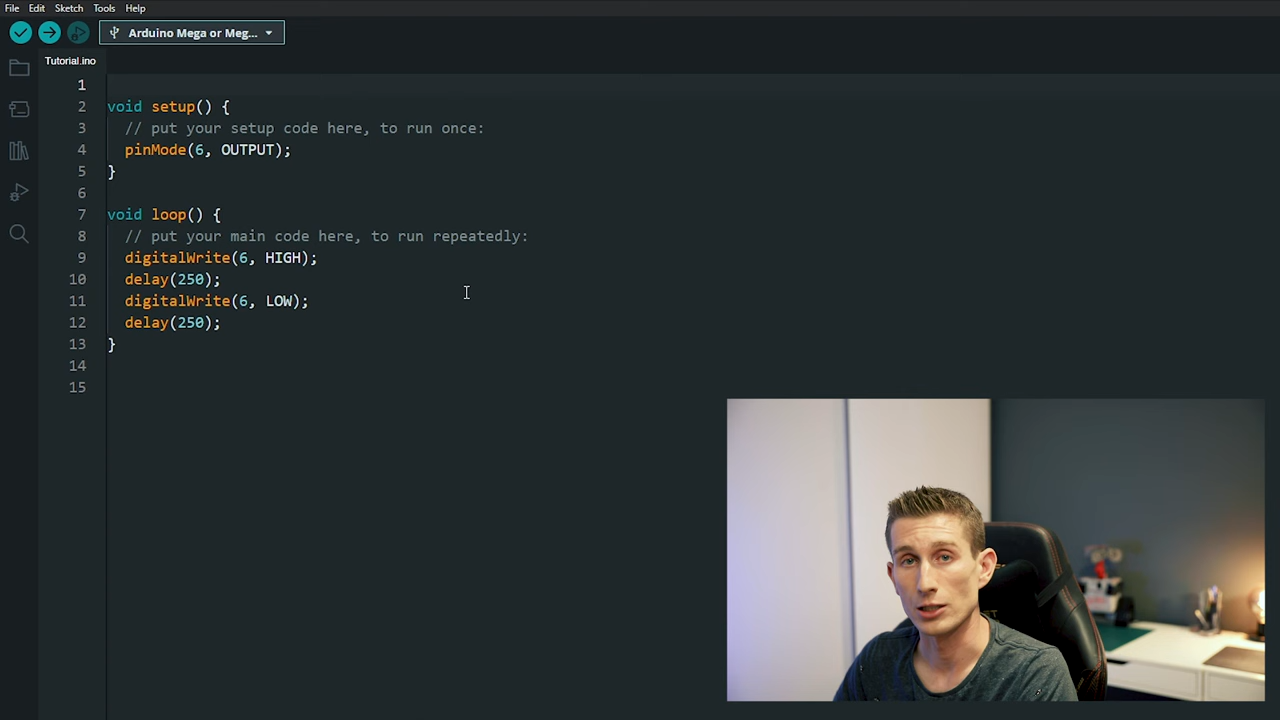 File Edit Sketch Tools Help
Arduino Mega or Meg...
Tutorial.ino
1
2 void setup() {
3 // put your setup code here, to run once:
4 pinMode(6, OUTPUT);
5 }
6
7 void loop() {
8 // put your main code here, to run repeatedly:
9 digitalWrite(6, HIGH);
10 delay(250);
11 digitalWrite(6, LOW);
12 delay(250);
13 }
14
15